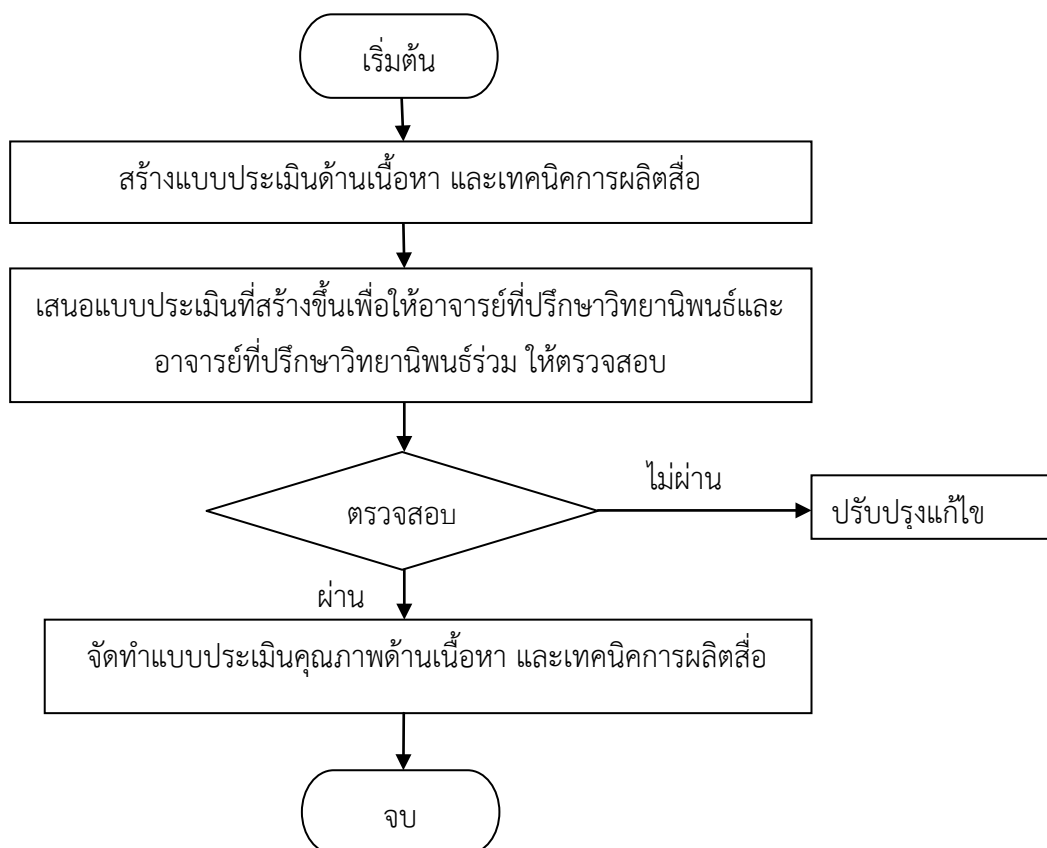 เริ่มต้น
สร้างแบบประเมินด้านเนื้อหา และเทคนิคการผลิตสื่อ
เสนอแบบประเมินที่สร้างขึ้นเพื่อให้อาจารย์ที่ปรึกษาวิทยานิพนธ์และ
อาจารย์ที่ปรึกษาวิทยานิพนธ์ร่วม ให้ตรวจสอบ
ไม่ผ่าน
ตรวจสอบ
ปรับปรุงแก้ไข
ผ่าน
จัดทำแบบประเมินคุณภาพด้านเนื้อหา และเทคนิคการผลิตสื่อ
จบ